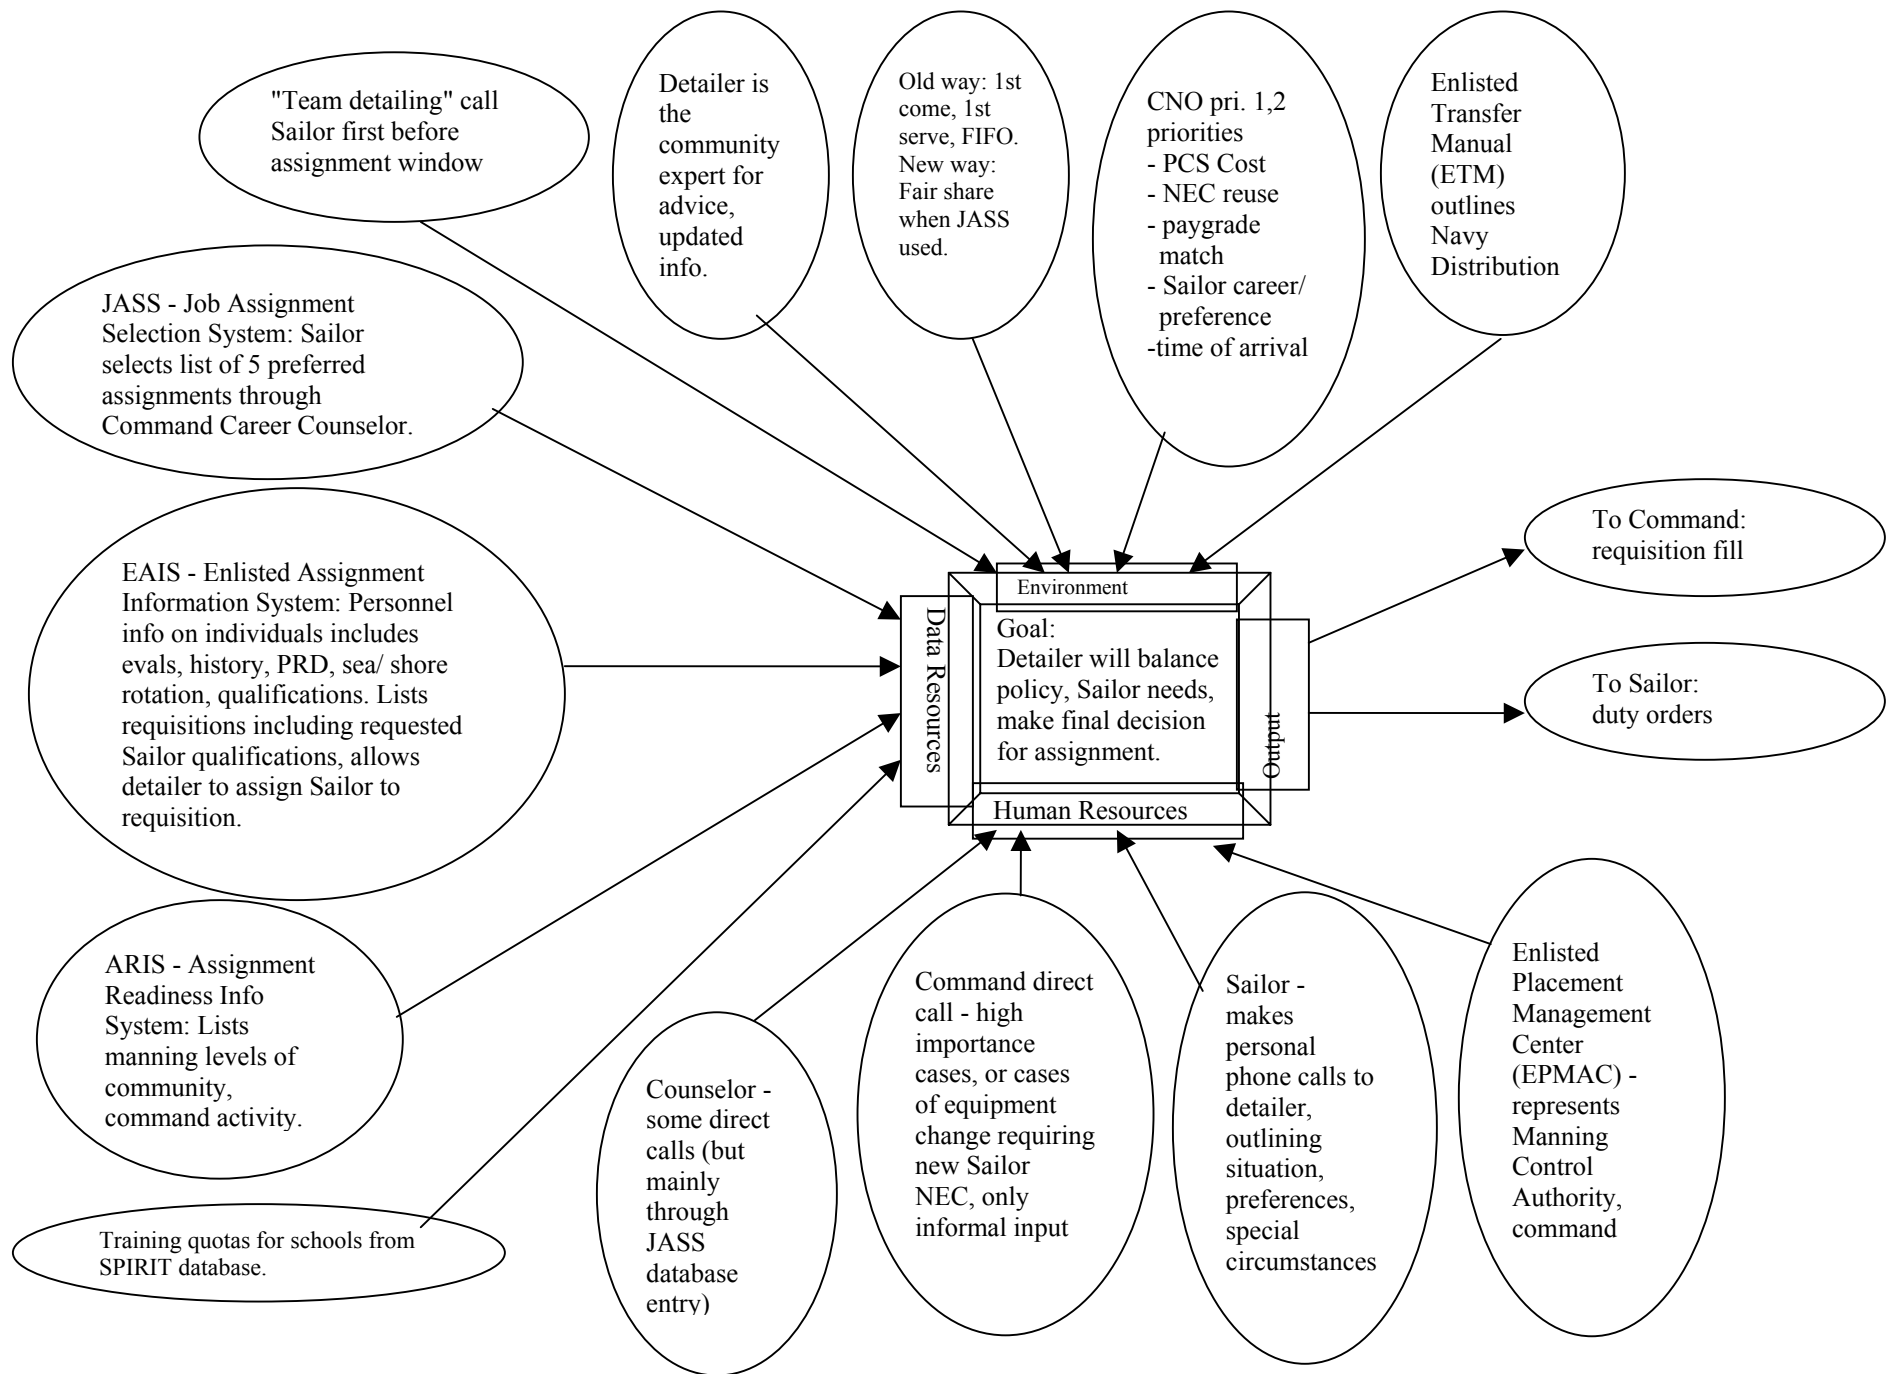 "Team detailing" call
Sailor first before
assignment window
Detailer is
the
community
expert for
advice,
updated
info.
Old way: 1st
come, 1st
serve, FIFO.
New way:
Fair share
when JASS
used.
CNO pri. 1,2
priorities
- PCS Cost
- NEC reuse
- paygrade
match
- Sailor career/
preference
-time of arrival
Enlisted
Transfer
Manual
(ETM)
outlines
Navy
Distribution
JASS - Job Assignment
Selection System: Sailor
selects list of 5 preferred
assignments through
Command Career Counselor.
EAIS - Enlisted Assignment
Information System: Personnel
info on individuals includes
evals, history, PRD, sea/ shore
rotation, qualifications. Lists
requisitions including requested
Sailor qualifications, allows
detailer to assign Sailor to
requisition.
ARIS - Assignment
Readiness Info
System: Lists
manning levels of
community,
command activity.
Training quotas for schools from
SPIRIT database.
Environment
Data Resources
Goal:
Detailer will balance
policy, Sailor needs,
make final decision
for assignment.
Output
Human Resources
To Command:
requisition fill
To Sailor:
duty orders
Counselor -
some direct
calls (but
mainly
through
JASS
database
entry)
Command direct
call - high
importance
cases, or cases
of equipment
change requiring
new Sailor
NEC, only
informal input
Sailor -
makes
personal
phone calls to
detailer,
outlining
situation,
preferences,
special
circumstances
Enlisted
Placement
Management
Center
(EPMAC) -
represents
Manning
Control
Authority,
command